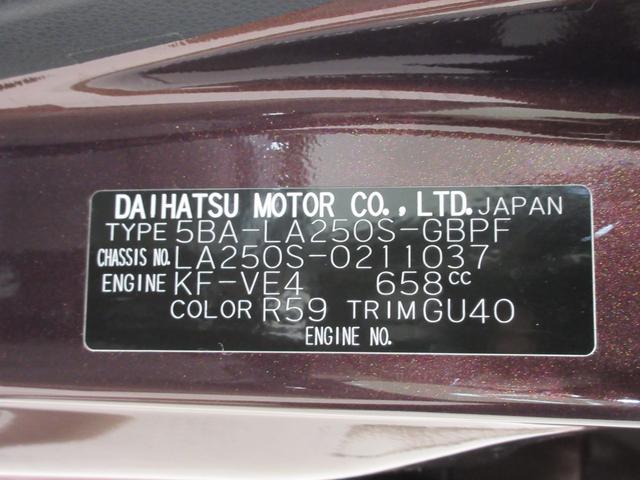 DAIHATSU MOTOR CO., LTD. JAPAN
TYPE 5BA-LA250S-GBPF
CHASSIS NO. LA250S-0211037
ENGINE KF-VE4 658cc
COLOR R59 TRIM GU40
ENGINE NO.